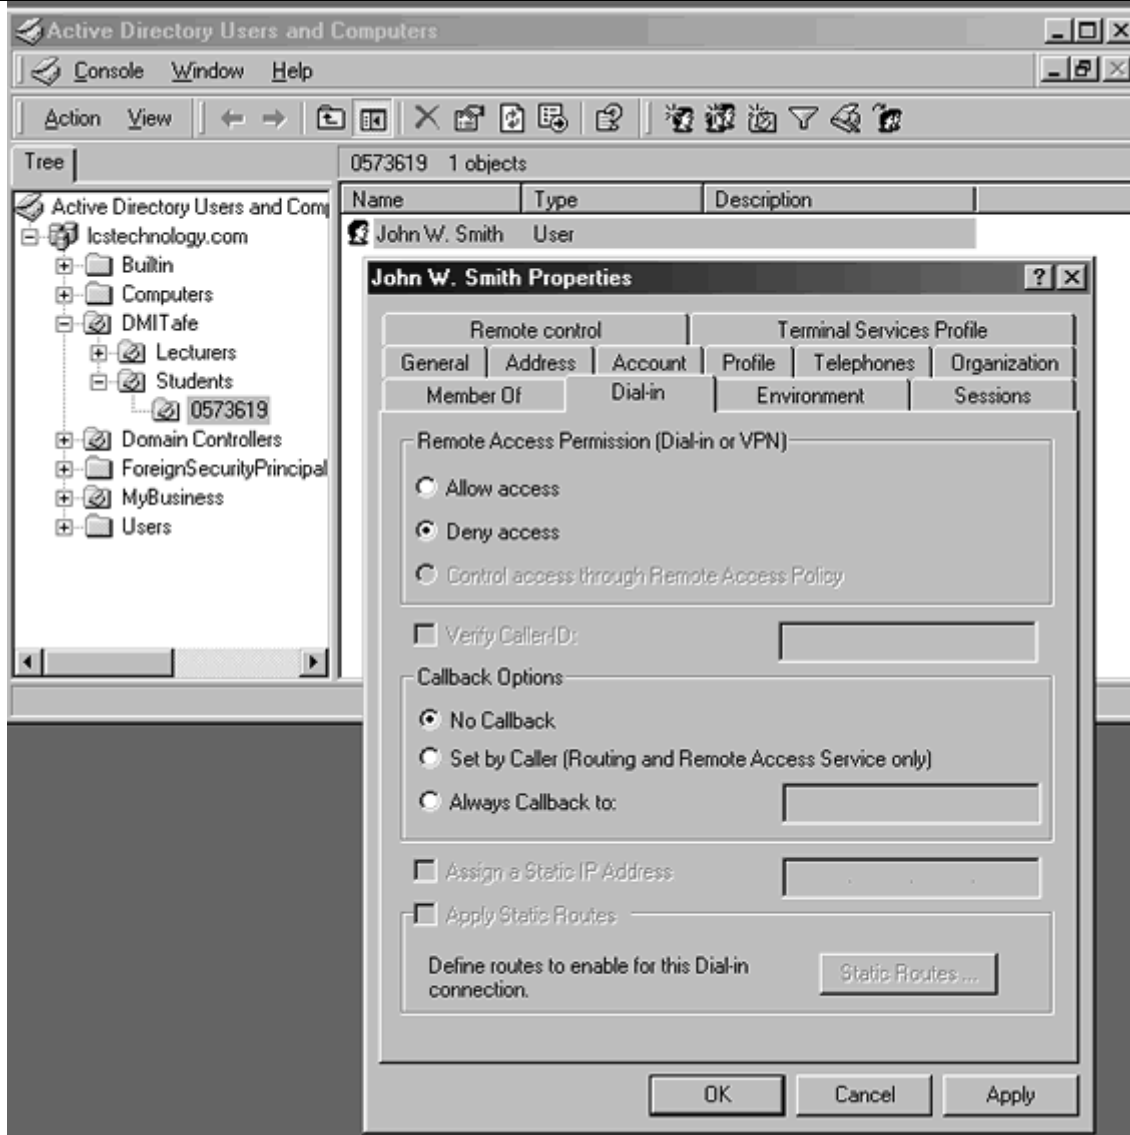 Active Directory Users and Computers
Console Window Help
Action View
Tree
0573619 1 objects
Name Type Description
Active Directory Users and Comp
lcstechnology.com
Builtin
Computers
DMITafe
Lecturers
Students
0573619
Domain Controllers
ForeignSecurityPrincipal
MyBusiness
Users
John W. Smith User
John W. Smith Properties
Remote control Terminal Services Profile
General Address Account Profile Telephones Organization
Member Of Dial-in Environment Sessions
Remote Access Permission (Dial-in or VPN)
Allow access
Deny access
Control access through Remote Access Policy
Verify Caller-ID:
Callback Options
No Callback
Set by Caller (Routing and Remote Access Service only)
Always Callback to:
Assign a Static IP Address
Apply Static Routes
Define routes to enable for this Dial-in
connection.
Static Routes ...
OK Cancel Apply